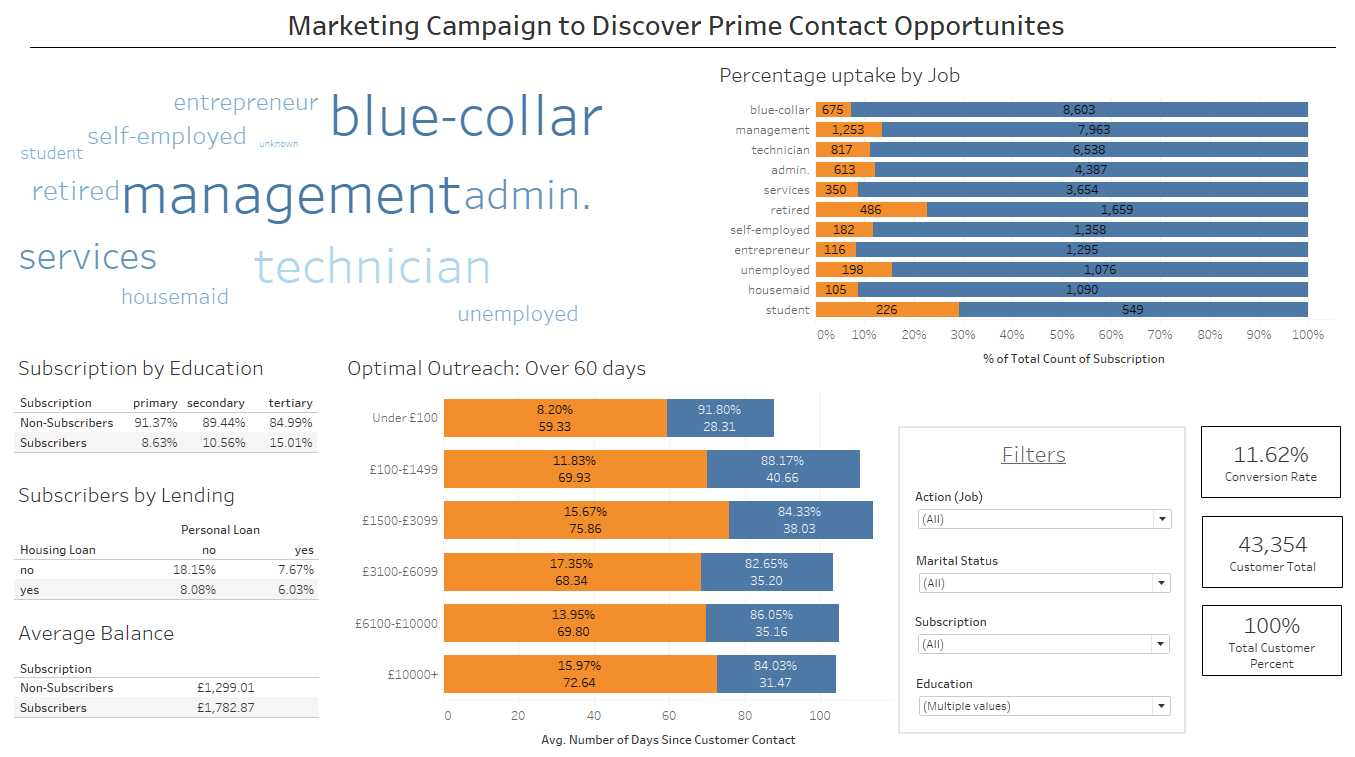 Marketing Campaign to Discover Prime Contact Opportunites
entrepreneur
blue-collar
self-employed
unknown
student
retired
management
admin.
services
technician
housemaid
unemployed
Percentage uptake by Job
blue-collar 675 8,603
management 1,253 7,963
technician 817 6,538
admin. 613 4,387
services 350 3,654
retired 486 1,659
self-employed 182 1,358
entrepreneur 116 1,295
unemployed 198 1,076
housemaid 105 1,090
student 226 549
0% 10% 20% 30% 40% 50% 60% 70% 80% 90% 100%
% of Total Count of Subscription
Subscription by Education
Subscription primary secondary tertiary
Non-Subscribers 91.37% 89.44% 84.99%
Subscribers 8.63% 10.56% 15.01%
Subscribers by Lending
Personal Loan
Housing Loan no yes
no 18.15% 7.67%
yes 8.08% 6.03%
Average Balance
Subscription
Non-Subscribers £1,299.01
Subscribers £1,782.87
Optimal Outreach: Over 60 days
Under £100
8.20% 91.80%
59.33 28.31
£100-£1499
11.83% 88.17%
69.93 40.66
£1500-£3099
15.67% 84.33%
75.86 38.03
£3100-£6099
17.35% 82.65%
68.34 35.20
£6100-£10000
13.95% 86.05%
69.80 35.16
£10000+
15.97% 84.03%
72.64 31.47
0 20 40 60 80 100
Avg. Number of Days Since Customer Contact
Filters
Action (Job)
(All)
Marital Status
(All)
Subscription
(All)
Education
(Multiple values)
11.62%
Conversion Rate
43,354
Customer Total
100%
Total Customer
Percent